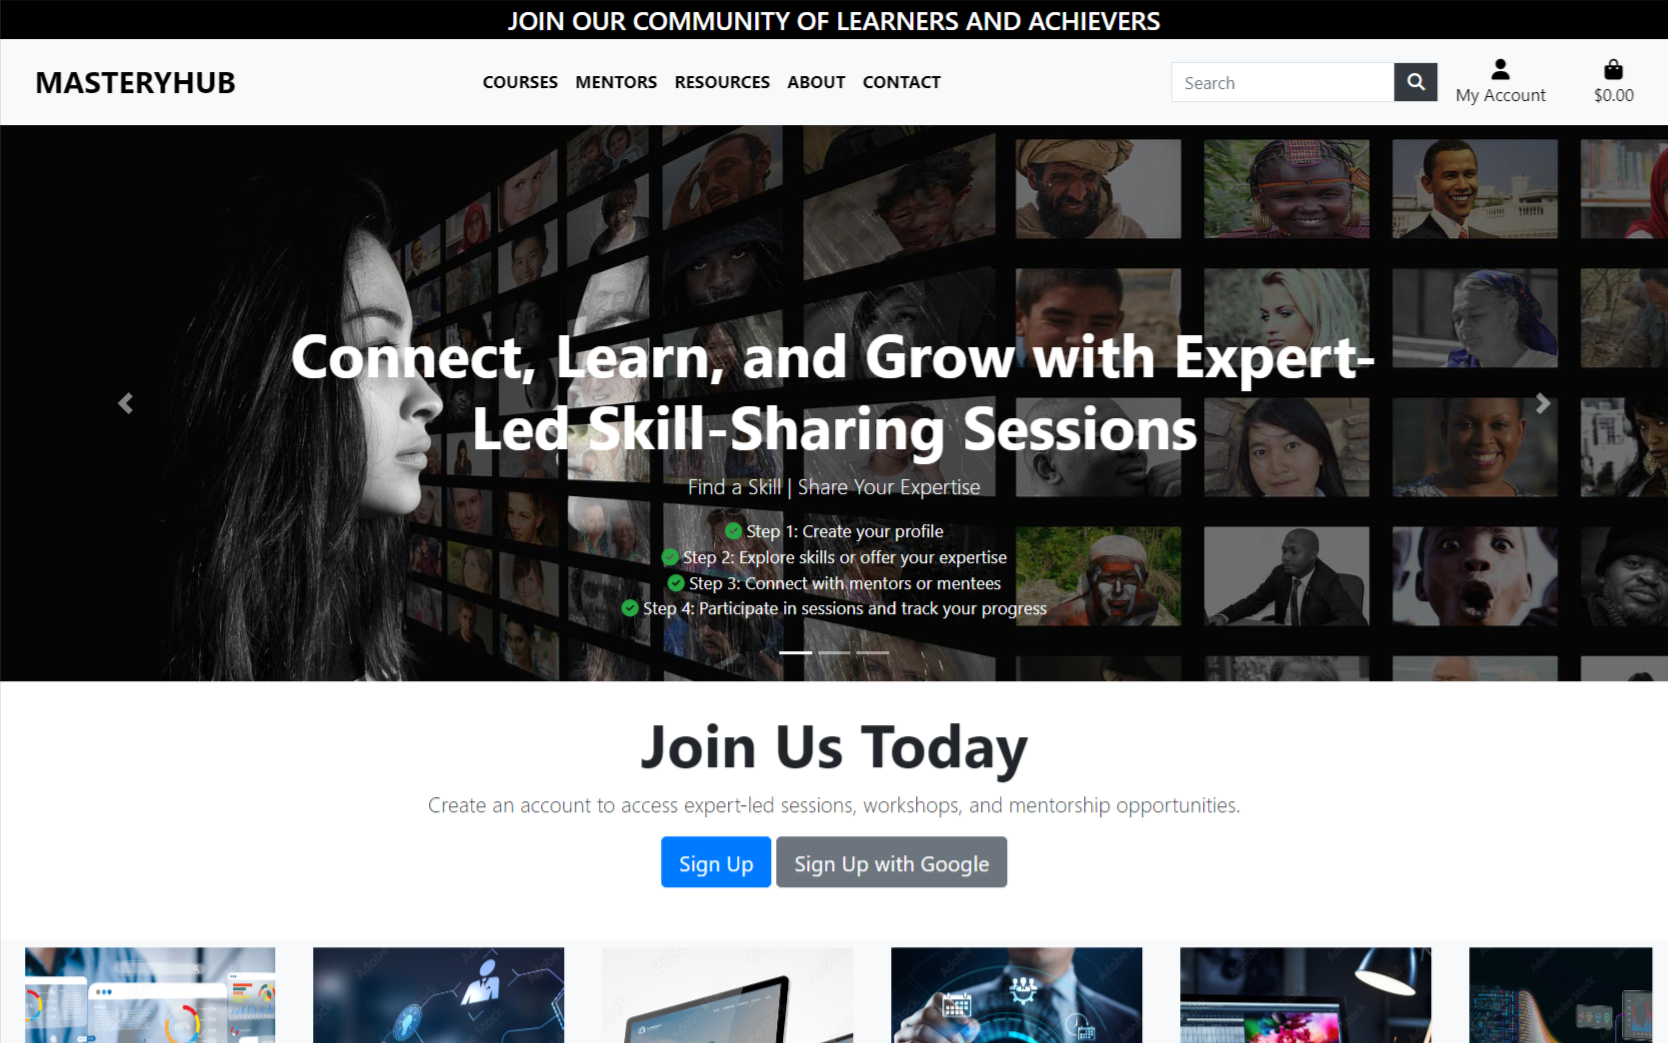 JOIN OUR COMMUNITY OF LEARNERS AND ACHIEVERS
MASTERYHUB
COURSES MENTORS RESOURCES ABOUT CONTACT
Search
My Account
$0.00
Connect, Learn, and Grow with Expert-
Led Skill-Sharing Sessions
Find a Skill | Share Your Expertise
Step 1: Create your profile
Step 2: Explore skills or offer your expertise
Step 3: Connect with mentors or mentees
Step 4: Participate in sessions and track your progress
Join Us Today
Create an account to access expert-led sessions, workshops, and mentorship opportunities.
Sign Up
Sign Up with Google